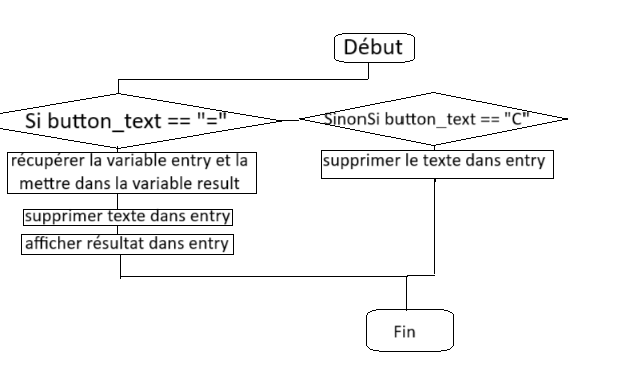 Début
Si button_text == "="
SinonSi button_text == "C"
récupérer la variable entry et la
mettre dans la variable result
supprimer le texte dans entry
supprimer texte dans entry
afficher résultat dans entry
Fin